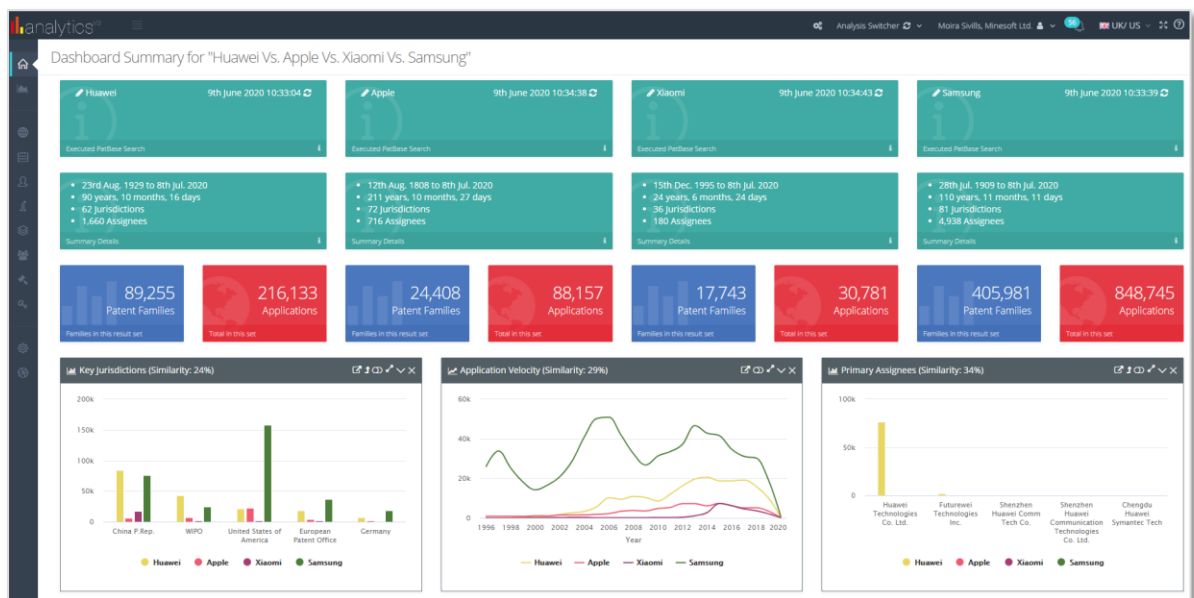 analytics
Analysis Switcher
Moira Sivills, Minesoft Ltd.
56
UK/ US
Dashboard Summary for "Huawei Vs. Apple Vs. Xiaomi Vs. Samsung"
Huawei 9th June 2020 10:33:04
Executed PatBase Search
Apple 9th June 2020 10:34:38
Executed PatBase Search
Xiaomi 9th June 2020 10:34:43
Executed PatBase Search
Samsung 9th June 2020 10:33:39
Executed PatBase Search
• 23rd Aug. 1929 to 8th Jul. 2020
• 90 years, 10 months, 16 days
• 62 Jurisdictions
• 1,660 Assignees
Summary Details
• 12th Aug. 1808 to 8th Jul. 2020
• 211 years, 10 months, 27 days
• 72 Jurisdictions
• 716 Assignees
Summary Details
• 15th Dec. 1995 to 8th Jul. 2020
• 24 years, 6 months, 24 days
• 36 Jurisdictions
• 180 Assignees
Summary Details
• 28th Jul. 1909 to 8th Jul. 2020
• 110 years, 11 months, 11 days
• 81 Jurisdictions
• 4,938 Assignees
Summary Details
89,255
Patent Families
Families in this result set
216,133
Applications
Total in this set
24,408
Patent Families
Families in this result set
88,157
Applications
Total in this set
17,743
Patent Families
Families in this result set
30,781
Applications
Total in this set
405,981
Patent Families
Families in this result set
848,745
Applications
Total in this set
Key Jurisdictions (Similarity: 24%)
200k
150k
100k
50k
0
China P.Rep.
WIPO
United States of
America
European
Patent Office
Germany
Huawei Apple Xiaomi Samsung
Application Velocity (Similarity: 29%)
60k
40k
20k
0
1996 1998 2000 2002 2004 2006 2008 2010 2012 2014 2016 2018 2020
Year
Huawei Apple Xiaomi Samsung
Primary Assignees (Similarity: 34%)
100k
50k
0
Huawei
Technologies
Co. Ltd.
Futurewei
Technologies
Inc.
Shenzhen
Huawei Comm
Tech Co.
Shenzhen
Huawei
Communication
Technologies
Co. Ltd.
Chengdu
Huawei
Symantec Tech
Huawei Apple Xiaomi Samsung